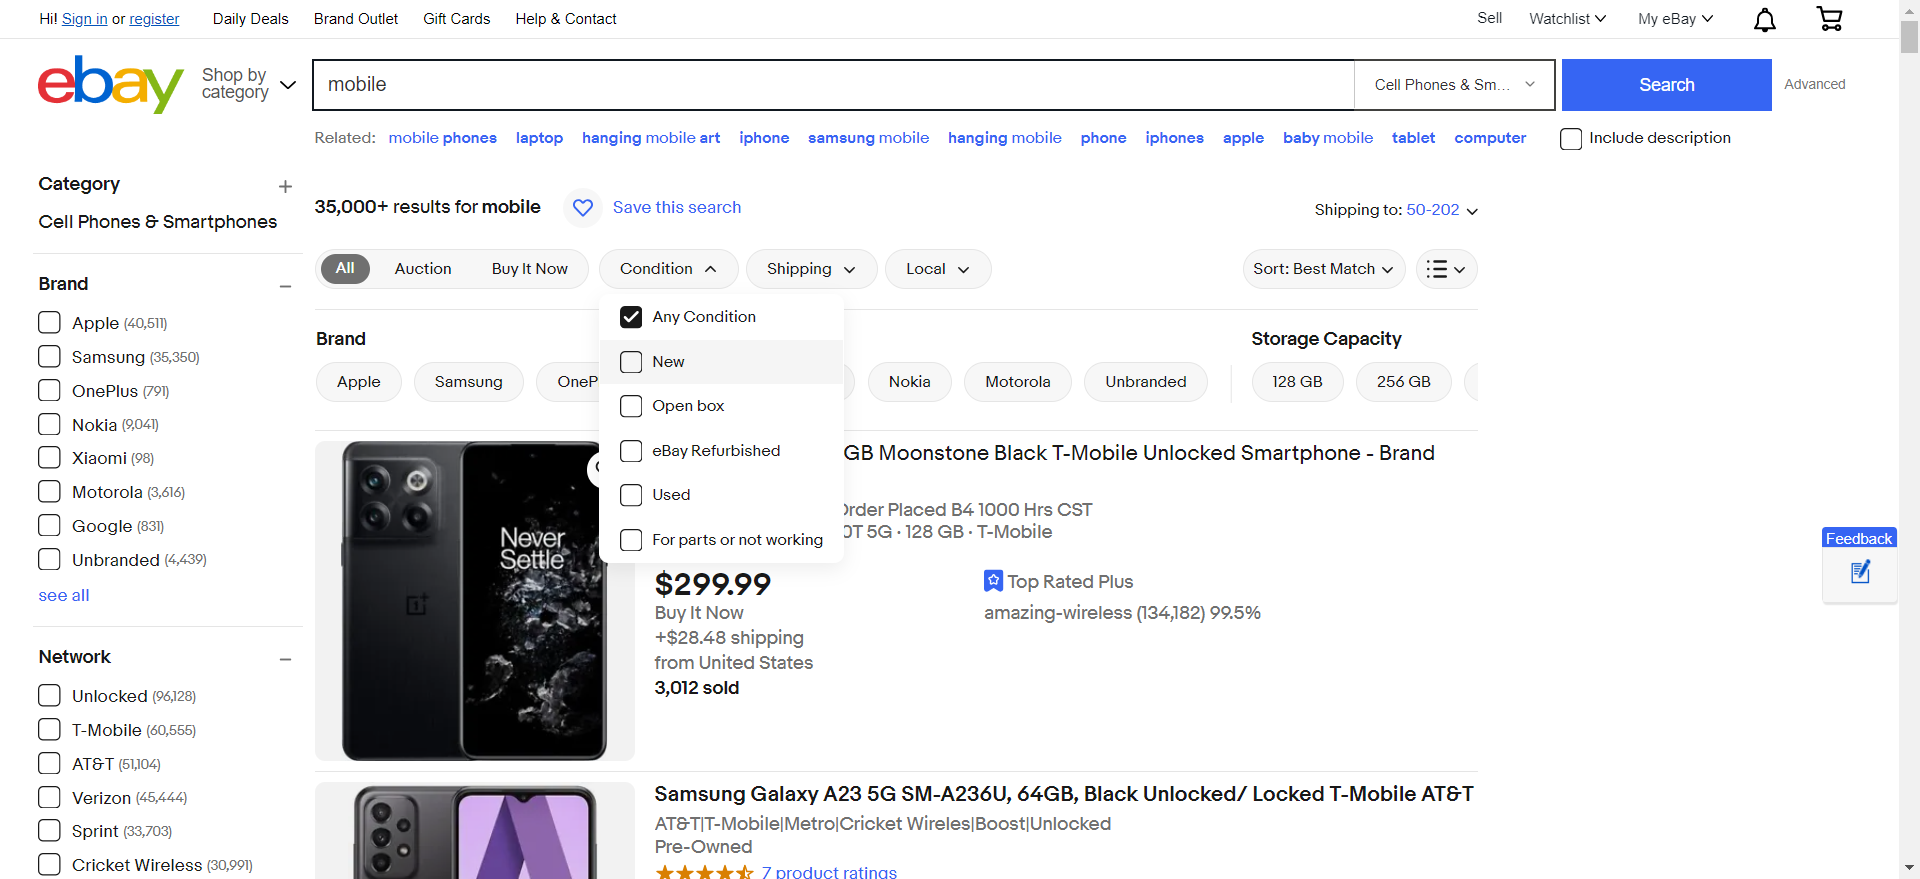 Hi! Sign in or register
Daily Deals
Brand Outlet
Gift Cards
Help & Contact
Sell
Watchlist
My eBay
ebay
Shop by
category
mobile
Cell Phones & Sm...
Search
Advanced
Related: mobile phones laptop hanging mobile art iphone samsung mobile hanging mobile phone iphones apple baby mobile tablet computer
Include description
Category
Cell Phones & Smartphones
Brand
Apple (40,511)
Samsung (35,350)
OnePlus (791)
Nokia (9,041)
Xiaomi (98)
Motorola (3,616)
Google (831)
Unbranded (4,439)
see all
Network
Unlocked (96,128)
T-Mobile (60,555)
AT&T (51,104)
Verizon (45,444)
Sprint (33,703)
Cricket Wireless (30,991)
35,000+ results for mobile
Save this search
Shipping to: 50-202
All
Auction
Buy It Now
Condition
Shipping
Local
Sort: Best Match
Any Condition
New
Open box
eBay Refurbished
Used
For parts or not working
Brand
Apple
Samsung
OneP
Nokia
Motorola
Unbranded
Storage Capacity
128 GB
256 GB
Never
Settle
GB Moonstone Black T-Mobile Unlocked Smartphone - Brand
Order Placed B4 1000 Hrs CST
0T 5G · 128 GB · T-Mobile
$299.99
Buy It Now
+$28.48 shipping
from United States
3,012 sold
Top Rated Plus
amazing-wireless (134,182) 99.5%
Samsung Galaxy A23 5G SM-A236U, 64GB, Black Unlocked/ Locked T-Mobile AT&T
AT&T|T-Mobile|Metro|Cricket Wireles|Boost|Unlocked
Pre-Owned
7 product ratings
Feedback